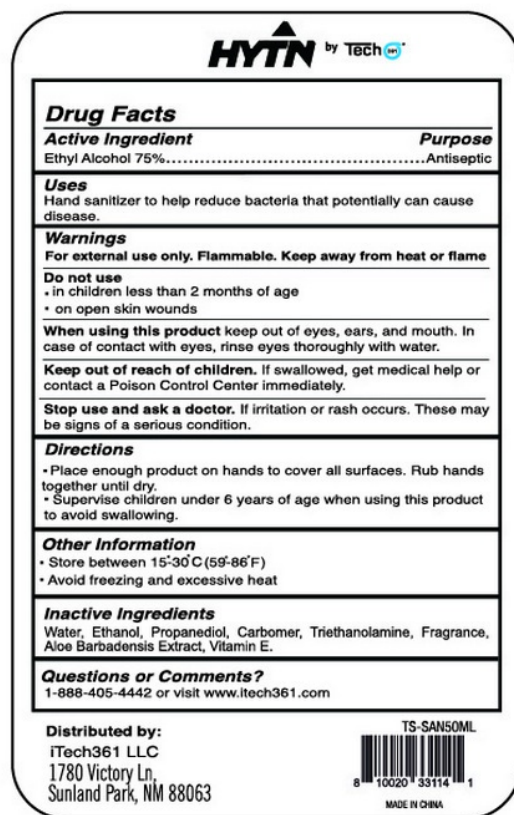 HYTN by Tech
Drug Facts
Active Ingredient Purpose
Ethyl Alcohol 75%..............................................Antiseptic
Uses
Hand sanitizer to help reduce bacteria that potentially can cause
disease.
Warnings
For external use only. Flammable. Keep away from heat or flame
Do not use
• in children less than 2 months of age
• on open skin wounds
When using this product keep out of eyes, ears, and mouth. In
case of contact with eyes, rinse eyes thoroughly with water.
Keep out of reach of children. If swallowed, get medical help or
contact a Poison Control Center immediately.
Stop use and ask a doctor. If irritation or rash occurs. These may
be signs of a serious condition.
Directions
• Place enough product on hands to cover all surfaces. Rub hands
together until dry.
• Supervise children under 6 years of age when using this product
to avoid swallowing.
Other Information
• Store between 15°-30°C (59°-86°F)
• Avoid freezing and excessive heat
Inactive Ingredients
Water, Ethanol, Propanediol, Carbomer, Triethanolamine, Fragrance,
Aloe Barbadensis Extract, Vitamin E.
Questions or Comments?
1-888-405-4442 or visit www.itech361.com
Distributed by:
iTech361 LLC
1780 Victory Ln,
Sunland Park, NM 88063
TS-SAN50ML
8 10020 33114 1
MADE IN CHINA